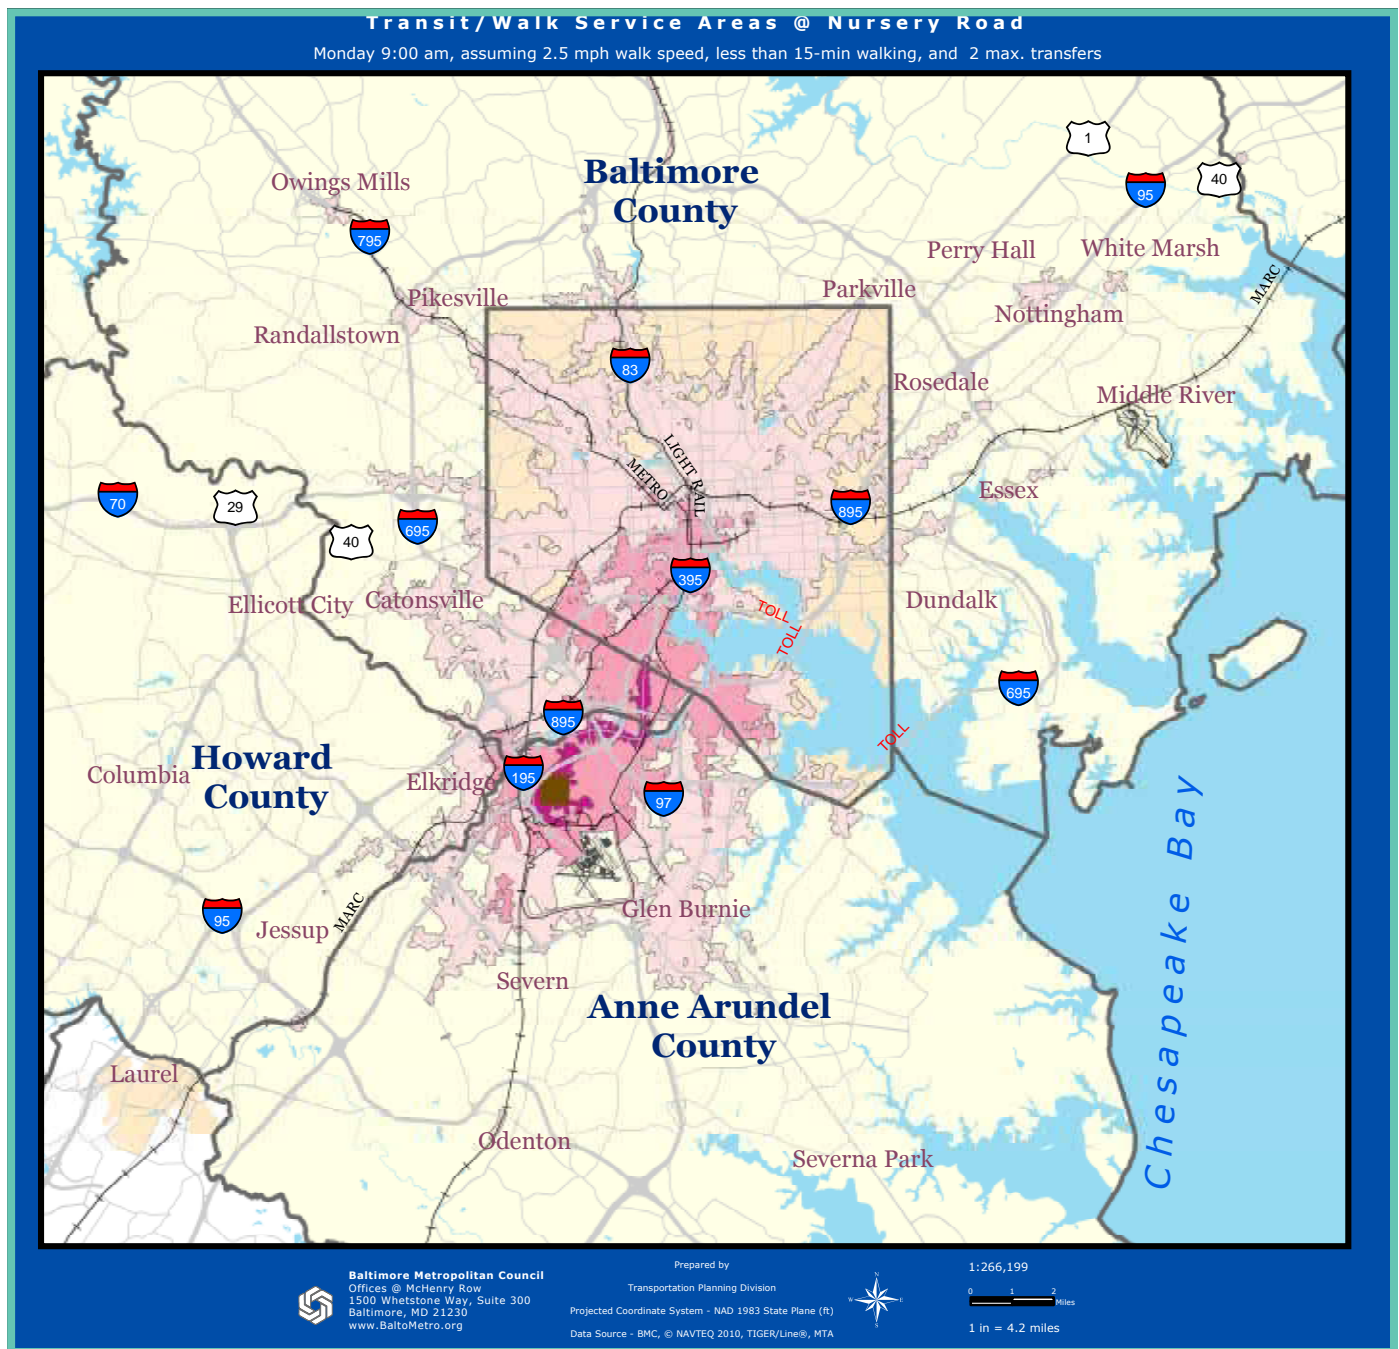 Transit/Walk Service Areas @ Nursery Road
Monday 9:00 am, assuming 2.5 mph walk speed, less than 15-min walking, and 2 max. transfers
1
40
95
Baltimore
County
Owings Mills
795
Perry Hall
White Marsh
MARC
Pikesville
Parkville
Nottingham
Randallstown
83
Rosedale
Middle River
LIGHT RAIL
METRO
70
29
695
40
895
Essex
395
Ellicott City
Catonsville
TOLL
TOLL
Dundalk
695
895
TOLL
Howard
County
Columbia
Elkridge
195
97
Chesapeake Bay
95
Jessup
MARC
Glen Burnie
Severn
Anne Arundel
County
Laurel
Odenton
Severna Park
Baltimore Metropolitan Council
Offices @ McHenry Row
1500 Whetstone Way, Suite 300
Baltimore, MD 21230
www.BaltoMetro.org
Prepared by
Transportation Planning Division
Projected Coordinate System - NAD 1983 State Plane (ft)
Data Source - BMC, © NAVTEQ 2010, TIGER/Line®, MTA
N
W
E
S
1:266,199
0 1 2
Miles
1 in = 4.2 miles